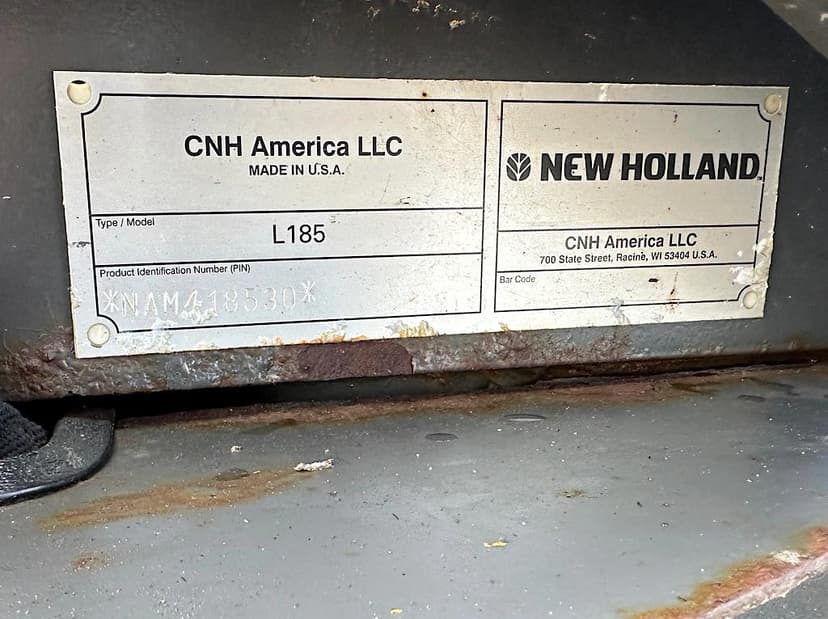 CNH America LLC
MADE IN U.S.A.
Type / Model
L185
Product Identification Number (PIN)
*NAM418530*
NEW HOLLAND
CNH America LLC
700 State Street, Racine, WI 53404 U.S.A.
Bar Code